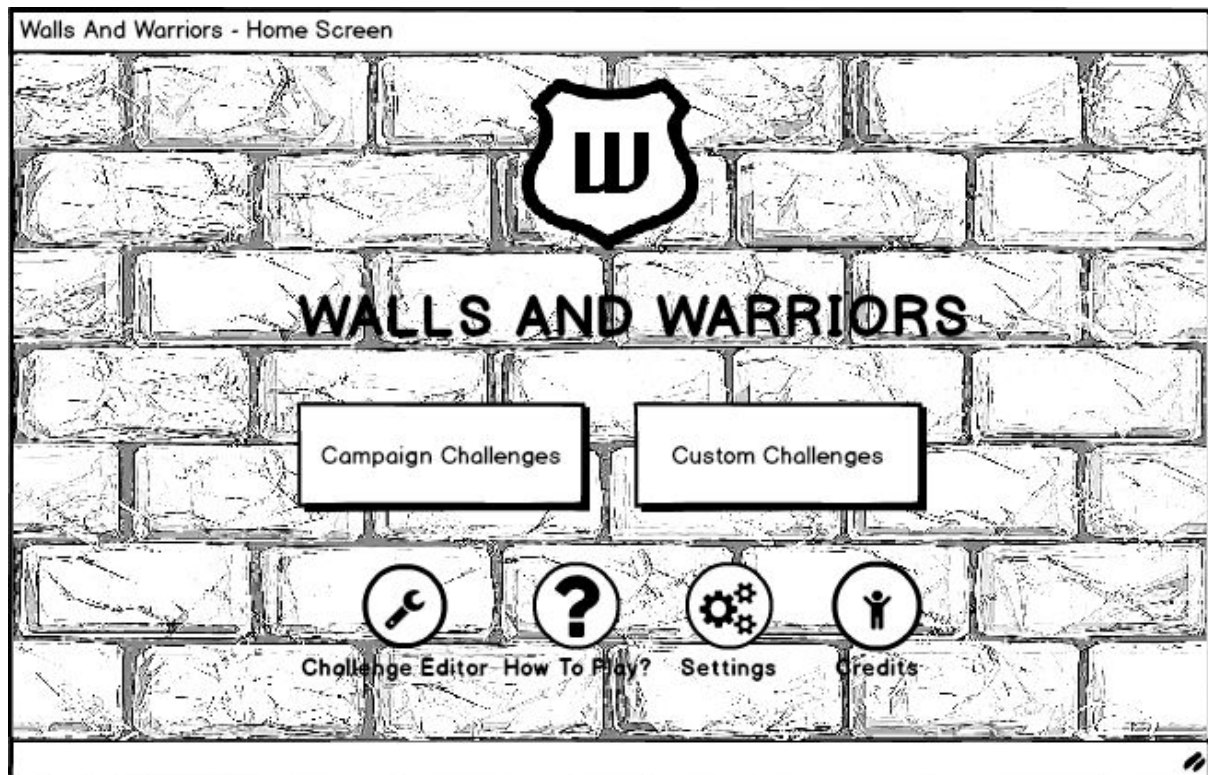 Walls And Warriors - Home Screen
W
WALLS AND WARRIORS
Campaign Challenges Custom Challenges
?
Challenge Editor How To Play? Settings Credits